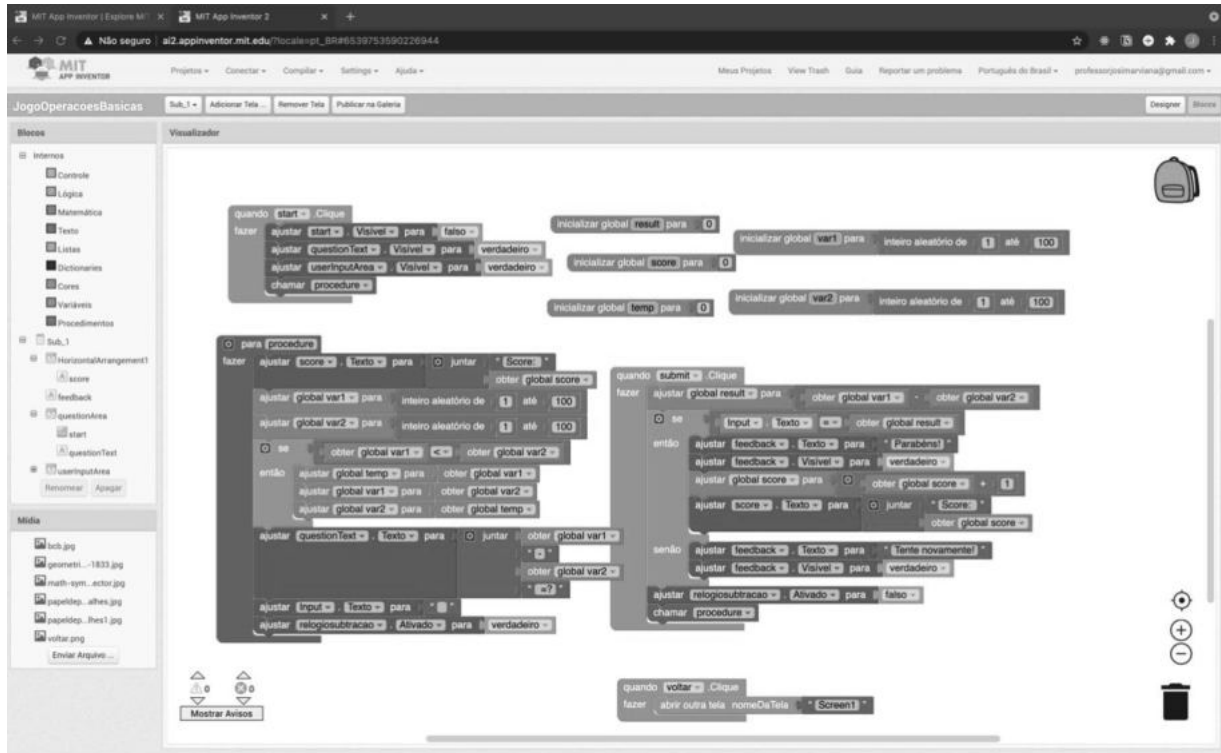 MIT App Inventor | Explore MIT
MIT App Inventor 2
Não seguro
ai2.appinventor.mit.edu/?locale=pt_BR#6539753590226944
MIT
APP INVENTOR
Projetos
Conectar
Compilar
Settings
Ajuda
Meus Projetos
View Trash
Guia
Reportar um problema
Português do Brasil
professorjosimarviana@gmail.com
JogoOperacoesBasicas
Sub_1
Adicionar Tela ...
Remover Tela
Publicar na Galeria
Designer
Blocos
Blocos
Internos
Controle
Lógica
Matemática
Texto
Listas
Dictionaries
Cores
Variáveis
Procedimentos
Sub_1
HorizontalArrangement1
score
feedback
questionArea
start
questionText
userInputArea
Renomear
Apagar
Mídia
bcb.jpg
geometri...-1833.jpg
math-sym...ector.jpg
papeldep...alhes.jpg
papeldep...lhes1.jpg
voltar.png
Enviar Arquivo ...
Visualizador
quando start .Clique
fazer ajustar start . Visível para falso
ajustar questionText . Visível para verdadeiro
ajustar userInputArea . Visível para verdadeiro
chamar procedure
inicializar global result para 0
inicializar global score para 0
inicializar global temp para 0
inicializar global var1 para inteiro aleatório de 1 até 100
inicializar global var2 para inteiro aleatório de 1 até 100
para procedure
fazer ajustar score . Texto para juntar " Score: "
obter global score
ajustar global var1 para inteiro aleatório de 1 até 100
ajustar global var2 para inteiro aleatório de 1 até 100
se obter global var1 < obter global var2
então ajustar global temp para obter global var1
ajustar global var1 para obter global var2
ajustar global var2 para obter global temp
ajustar questionText . Texto para juntar obter global var1
" - "
obter global var2
" =? "
ajustar Input . Texto para " "
ajustar relogiosubtracao . Ativado para verdadeiro
quando submit .Clique
fazer ajustar global result para obter global var1 - obter global var2
se Input . Texto = obter global result
então ajustar feedback . Texto para " Parabéns! "
ajustar feedback . Visível para verdadeiro
ajustar global score para obter global score + 1
ajustar score . Texto para juntar " Score: "
obter global score
senão ajustar feedback . Texto para " Tente novamente! "
ajustar feedback . Visível para verdadeiro
ajustar relogiosubtracao . Ativado para falso
chamar procedure
quando voltar .Clique
fazer abrir outra tela nomeDaTela " Screen1 "
0
0
Mostrar Avisos